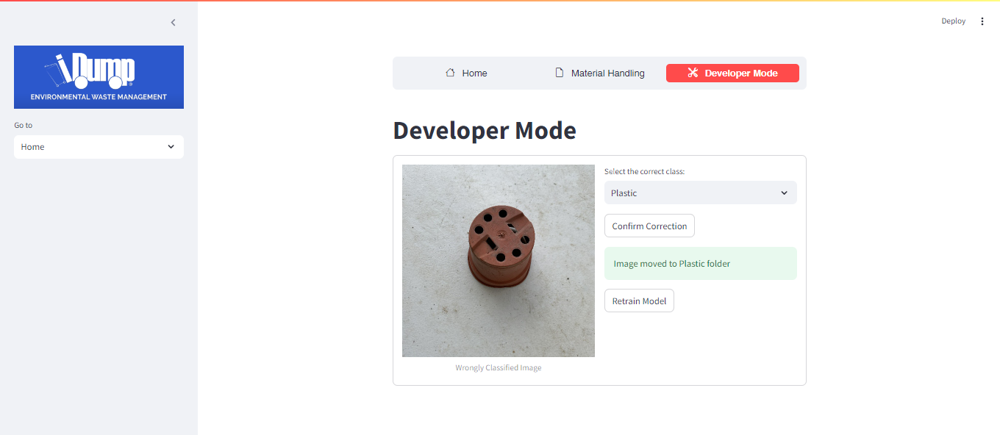 Deploy
iDump®
ENVIRONMENTAL WASTE MANAGEMENT
Go to
Home
Home
Material Handling
Developer Mode
Developer Mode
Wrongly Classified Image
Select the correct class:
Plastic
Confirm Correction
Image moved to Plastic folder
Retrain Model